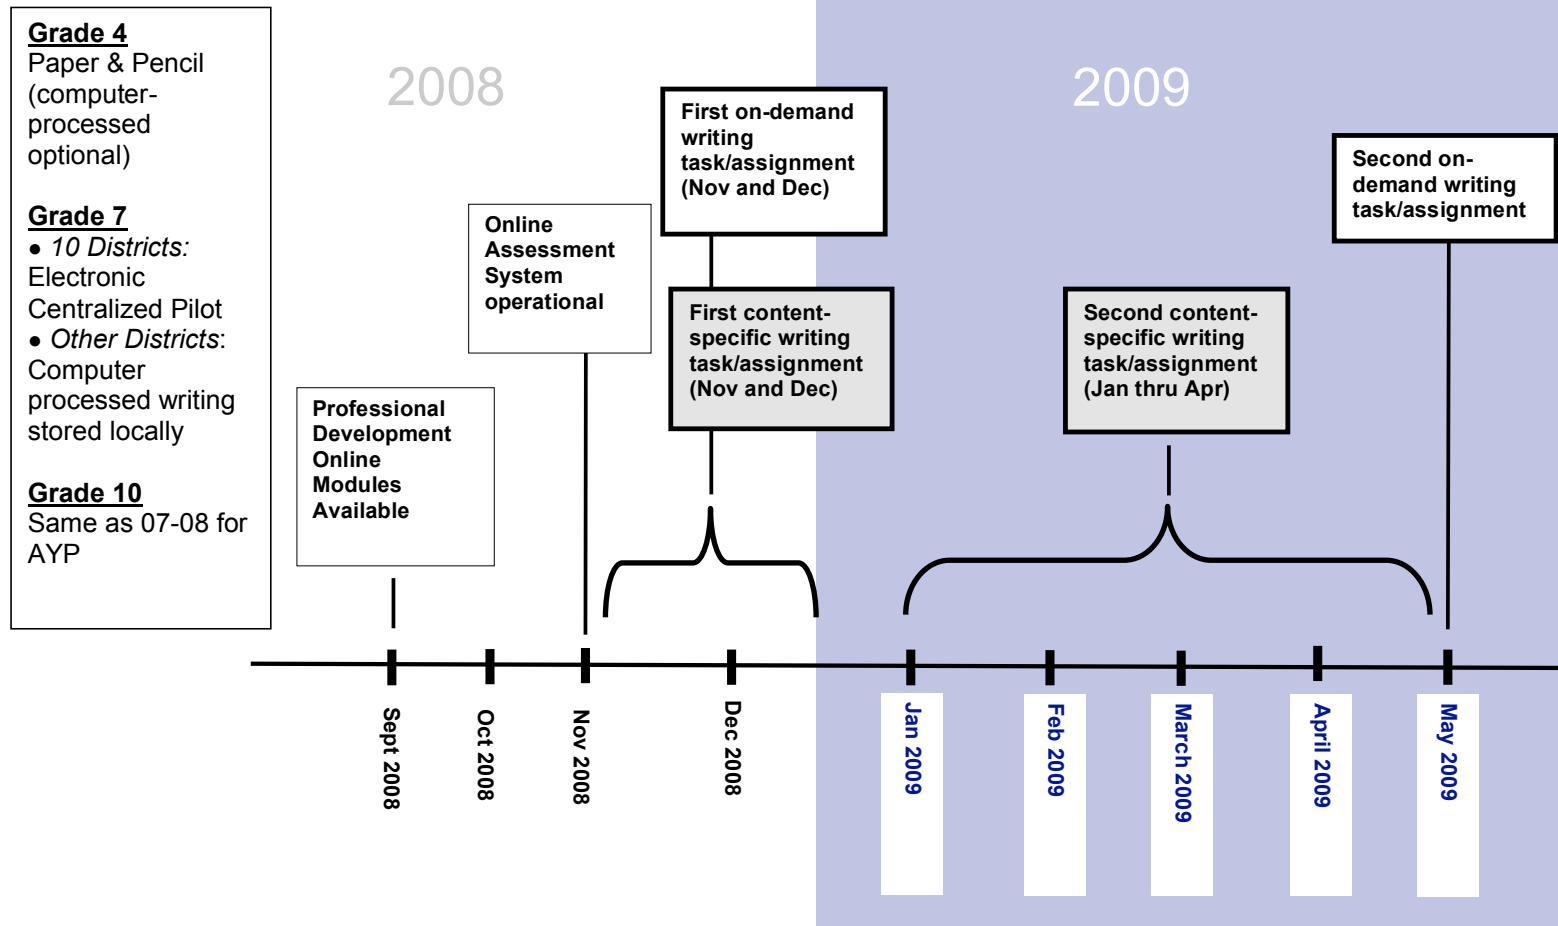 Grade 4
Paper & Pencil
(computer-
processed
optional)
Grade 7
● 10 Districts:
Electronic
Centralized Pilot
● Other Districts:
Computer
processed writing
stored locally
Grade 10
Same as 07-08 for
AYP
2008
2009
Professional
Development
Online
Modules
Available
Online
Assessment
System
operational
First on-demand
writing
task/assignment
(Nov and Dec)
First content-
specific writing
task/assignment
(Nov and Dec)
Second content-
specific writing
task/assignment
(Jan thru Apr)
Second on-
demand writing
task/assignment
Sept 2008
Oct 2008
Nov 2008
Dec 2008
Jan 2009
Feb 2009
March 2009
April 2009
May 2009